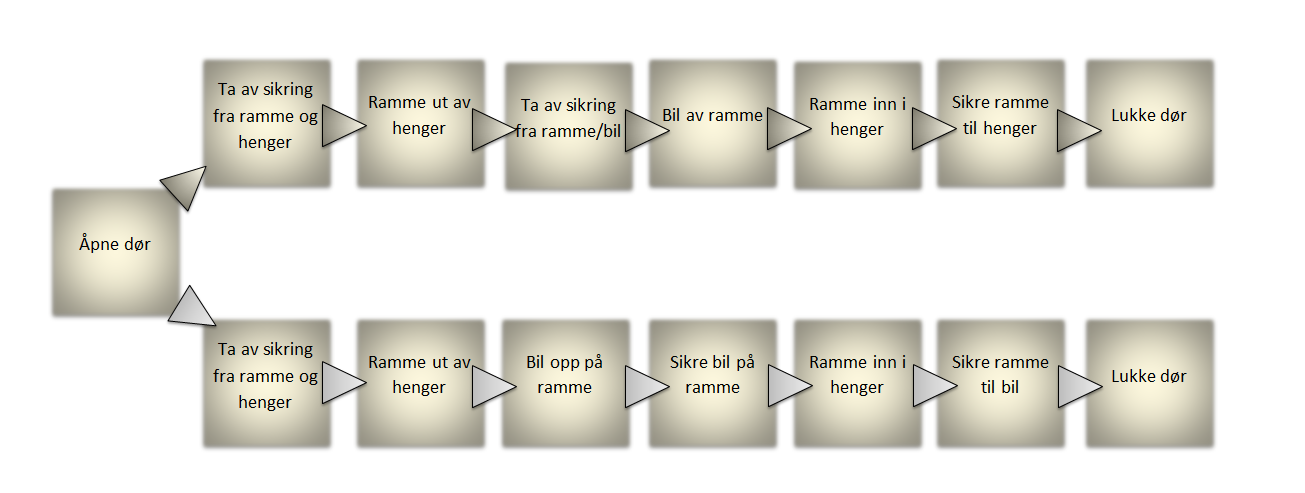 Ta av sikring
fra ramme og
henger
Ramme ut av
henger
Ta av sikring
fra ramme/bil
Bil av ramme
Ramme inn i
henger
Sikre ramme
til henger
Lukke dør
Åpne dør
Ta av sikring
fra ramme og
henger
Ramme ut av
henger
Bil opp på
ramme
Sikre bil på
ramme
Ramme inn i
henger
Sikre ramme
til bil
Lukke dør